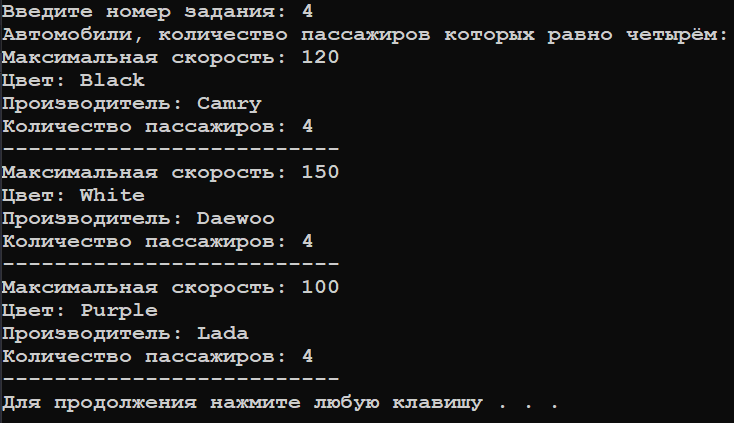 Введите номер задания: 4
Автомобили, количество пассажиров которых равно четырём:
Максимальная скорость: 120
Цвет: Black
Производитель: Camry
Количество пассажиров: 4
--------------------------
Максимальная скорость: 150
Цвет: White
Производитель: Daewoo
Количество пассажиров: 4
--------------------------
Максимальная скорость: 100
Цвет: Purple
Производитель: Lada
Количество пассажиров: 4
--------------------------
Для продолжения нажмите любую клавишу . . .